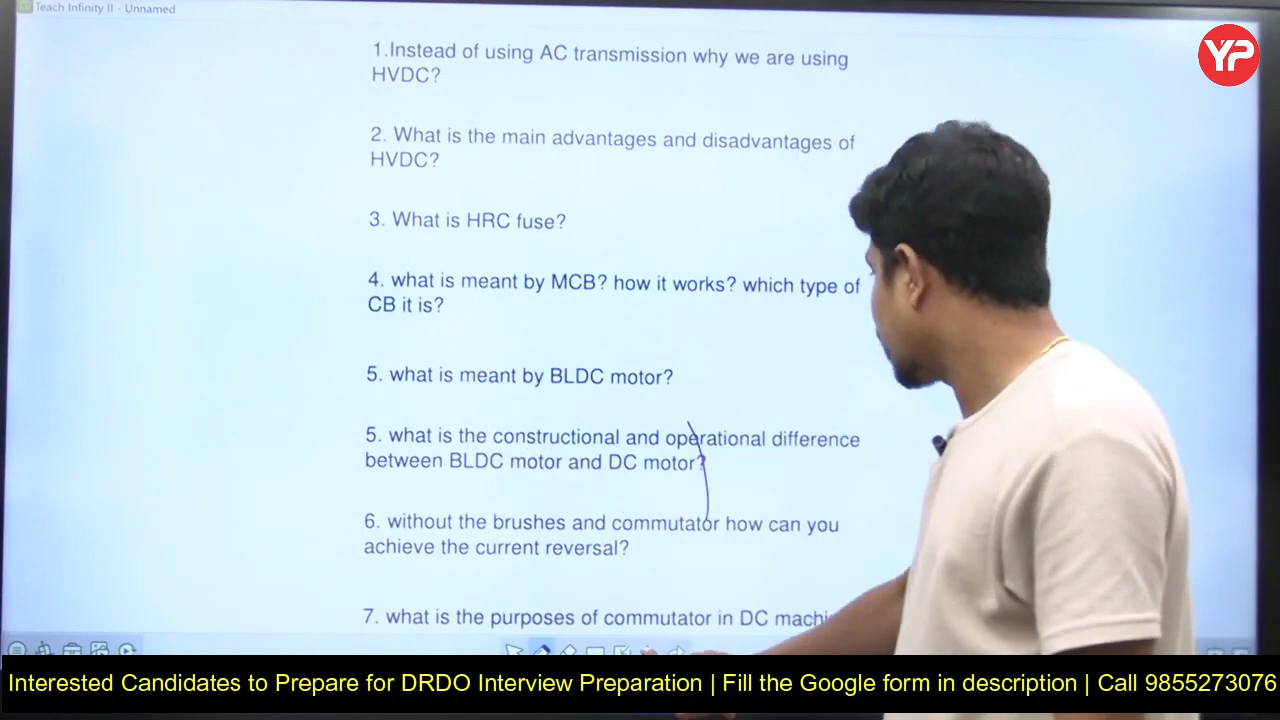 Teach Infinity II - Unnamed
YP
1.Instead of using AC transmission why we are using
HVDC?
2. What is the main advantages and disadvantages of
HVDC?
3. What is HRC fuse?
4. what is meant by MCB? how it works? which type of
CB it is?
5. what is meant by BLDC motor?
5. what is the constructional and operational difference
between BLDC motor and DC motor?
6. without the brushes and commutator how can you
achieve the current reversal?
7. what is the purposes of commutator in DC
Interested Candidates to Prepare for DRDO Interview Preparation | Fill the Google form in description | Call 9855273076